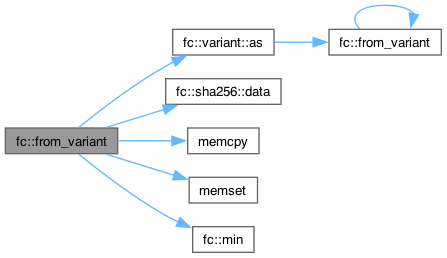 fc::variant::as
fc::from_variant
fc::sha256::data
fc::from_variant
memcpy
memset
fc::min